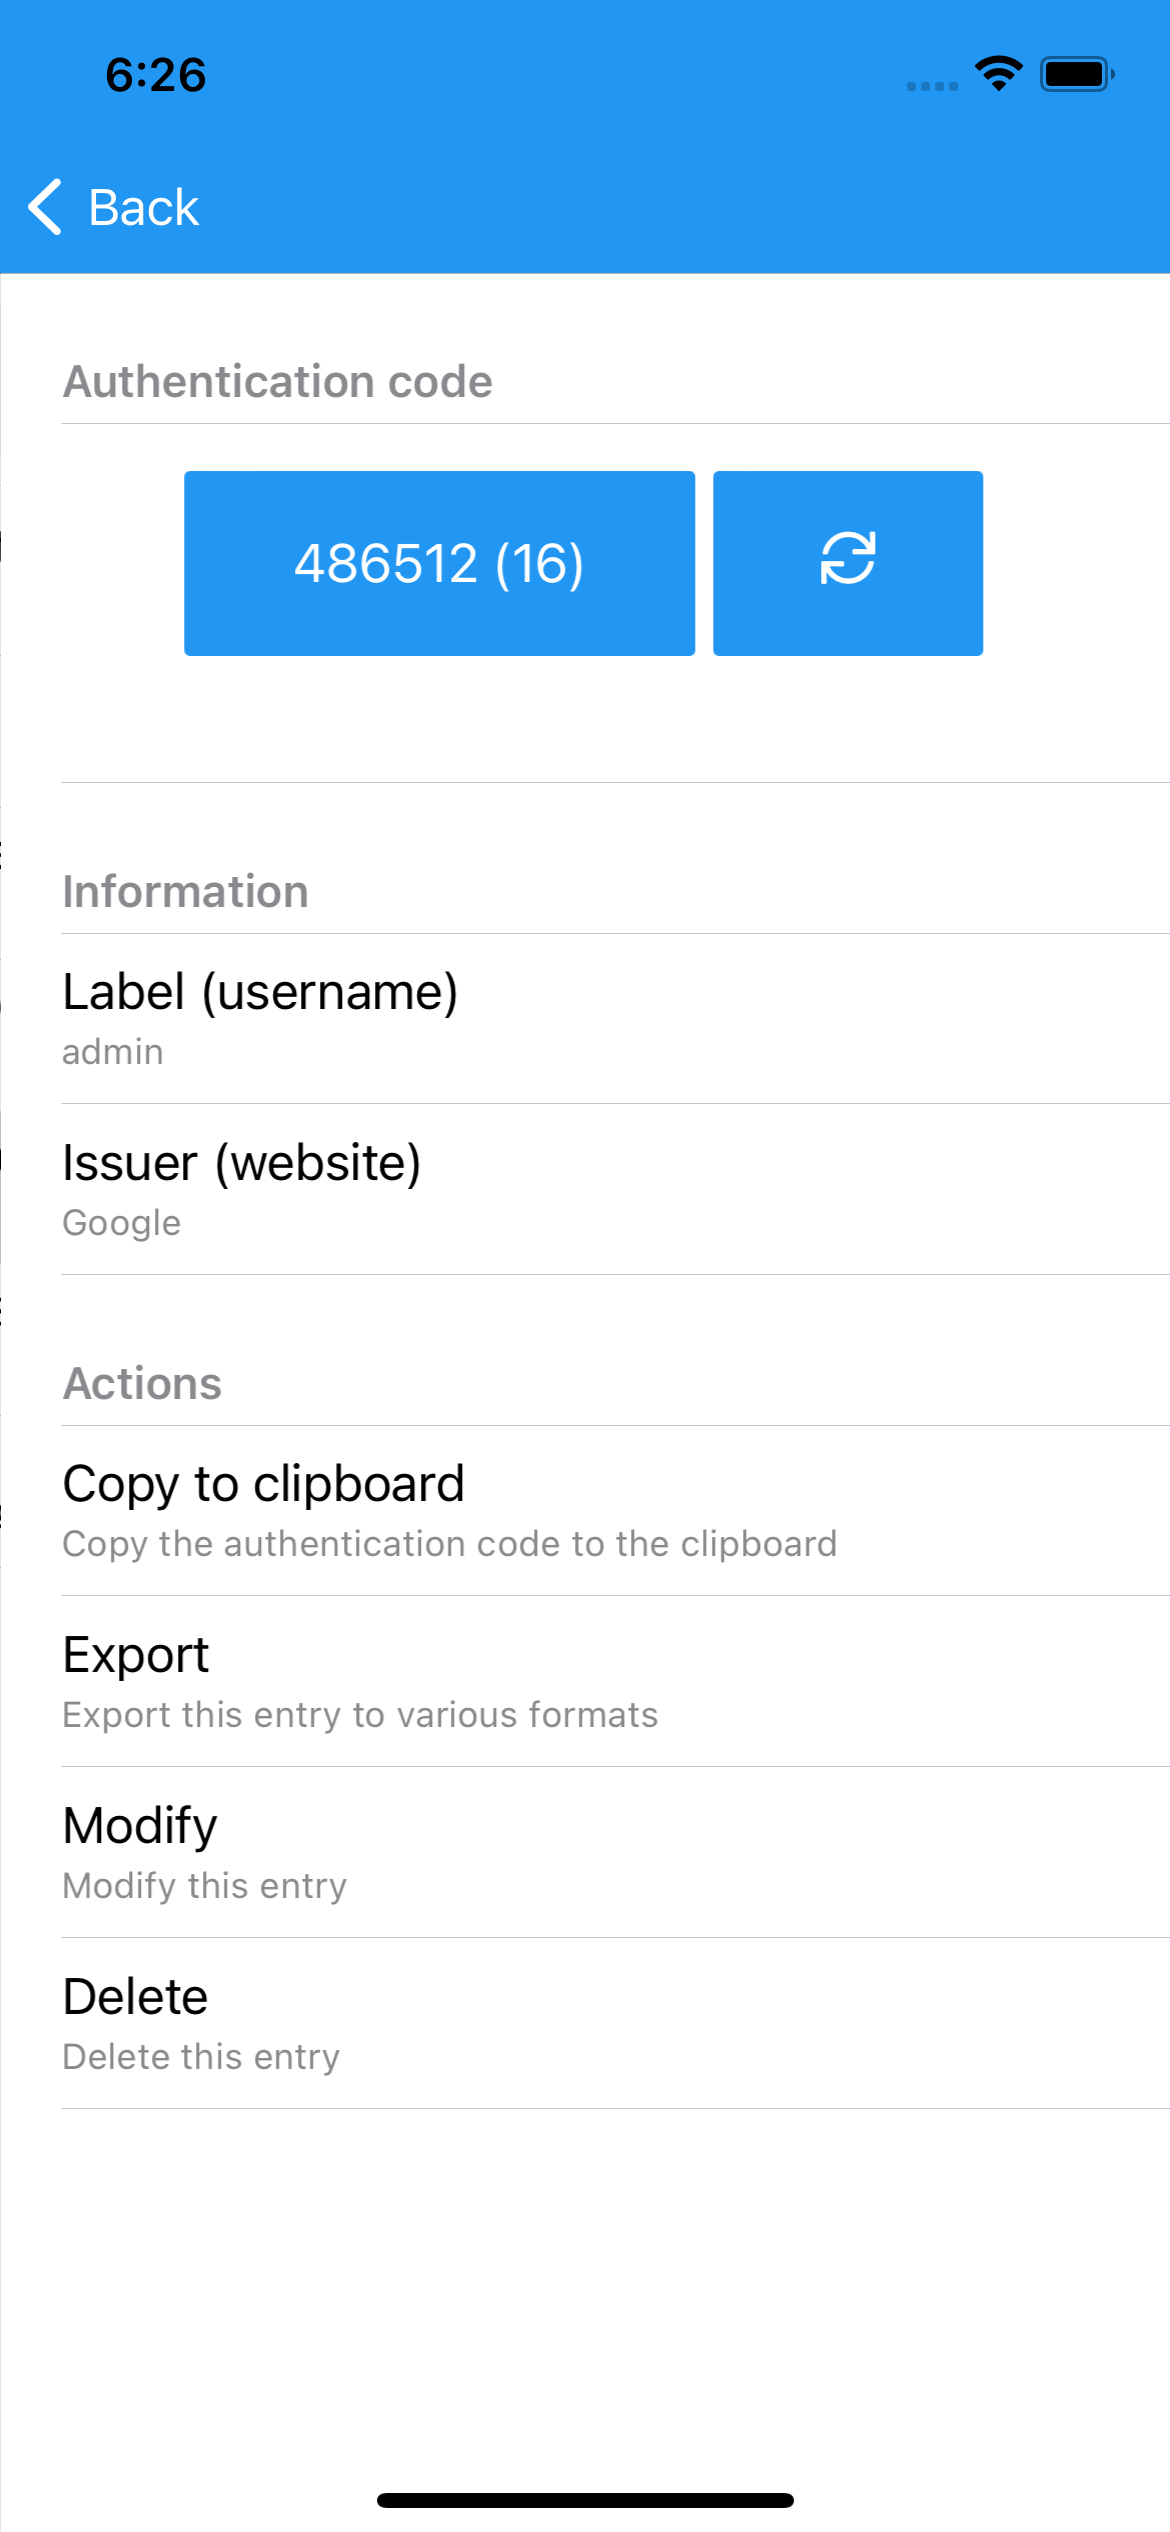 6:26
Back
Authentication code
486512 (16)
Information
Label (username)
admin
Issuer (website)
Google
Actions
Copy to clipboard
Copy the authentication code to the clipboard
Export
Export this entry to various formats
Modify
Modify this entry
Delete
Delete this entry